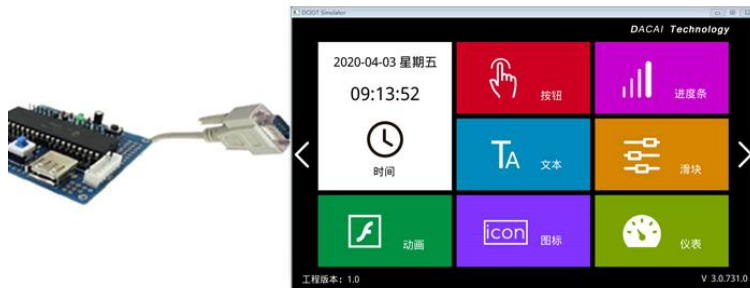 DCIOT Simulator
DACAI Technology
2020-04-03 星期五
09:13:52
时间
按钮
进度条
TA 文本
滑块
动画
icon 图标
仪表
工程版本：1.0
V 3.0.731.0